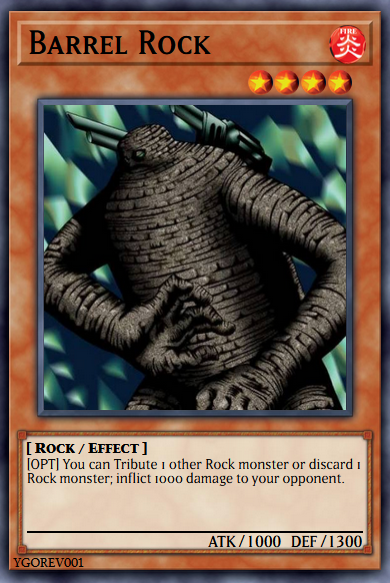 Barrel Rock
FIRE
炎
[ Rock / Effect ]
[OPT] You can Tribute 1 other Rock monster or discard 1
Rock monster; inflict 1000 damage to your opponent.
ATK / 1000 DEF / 1300
YGOREV001